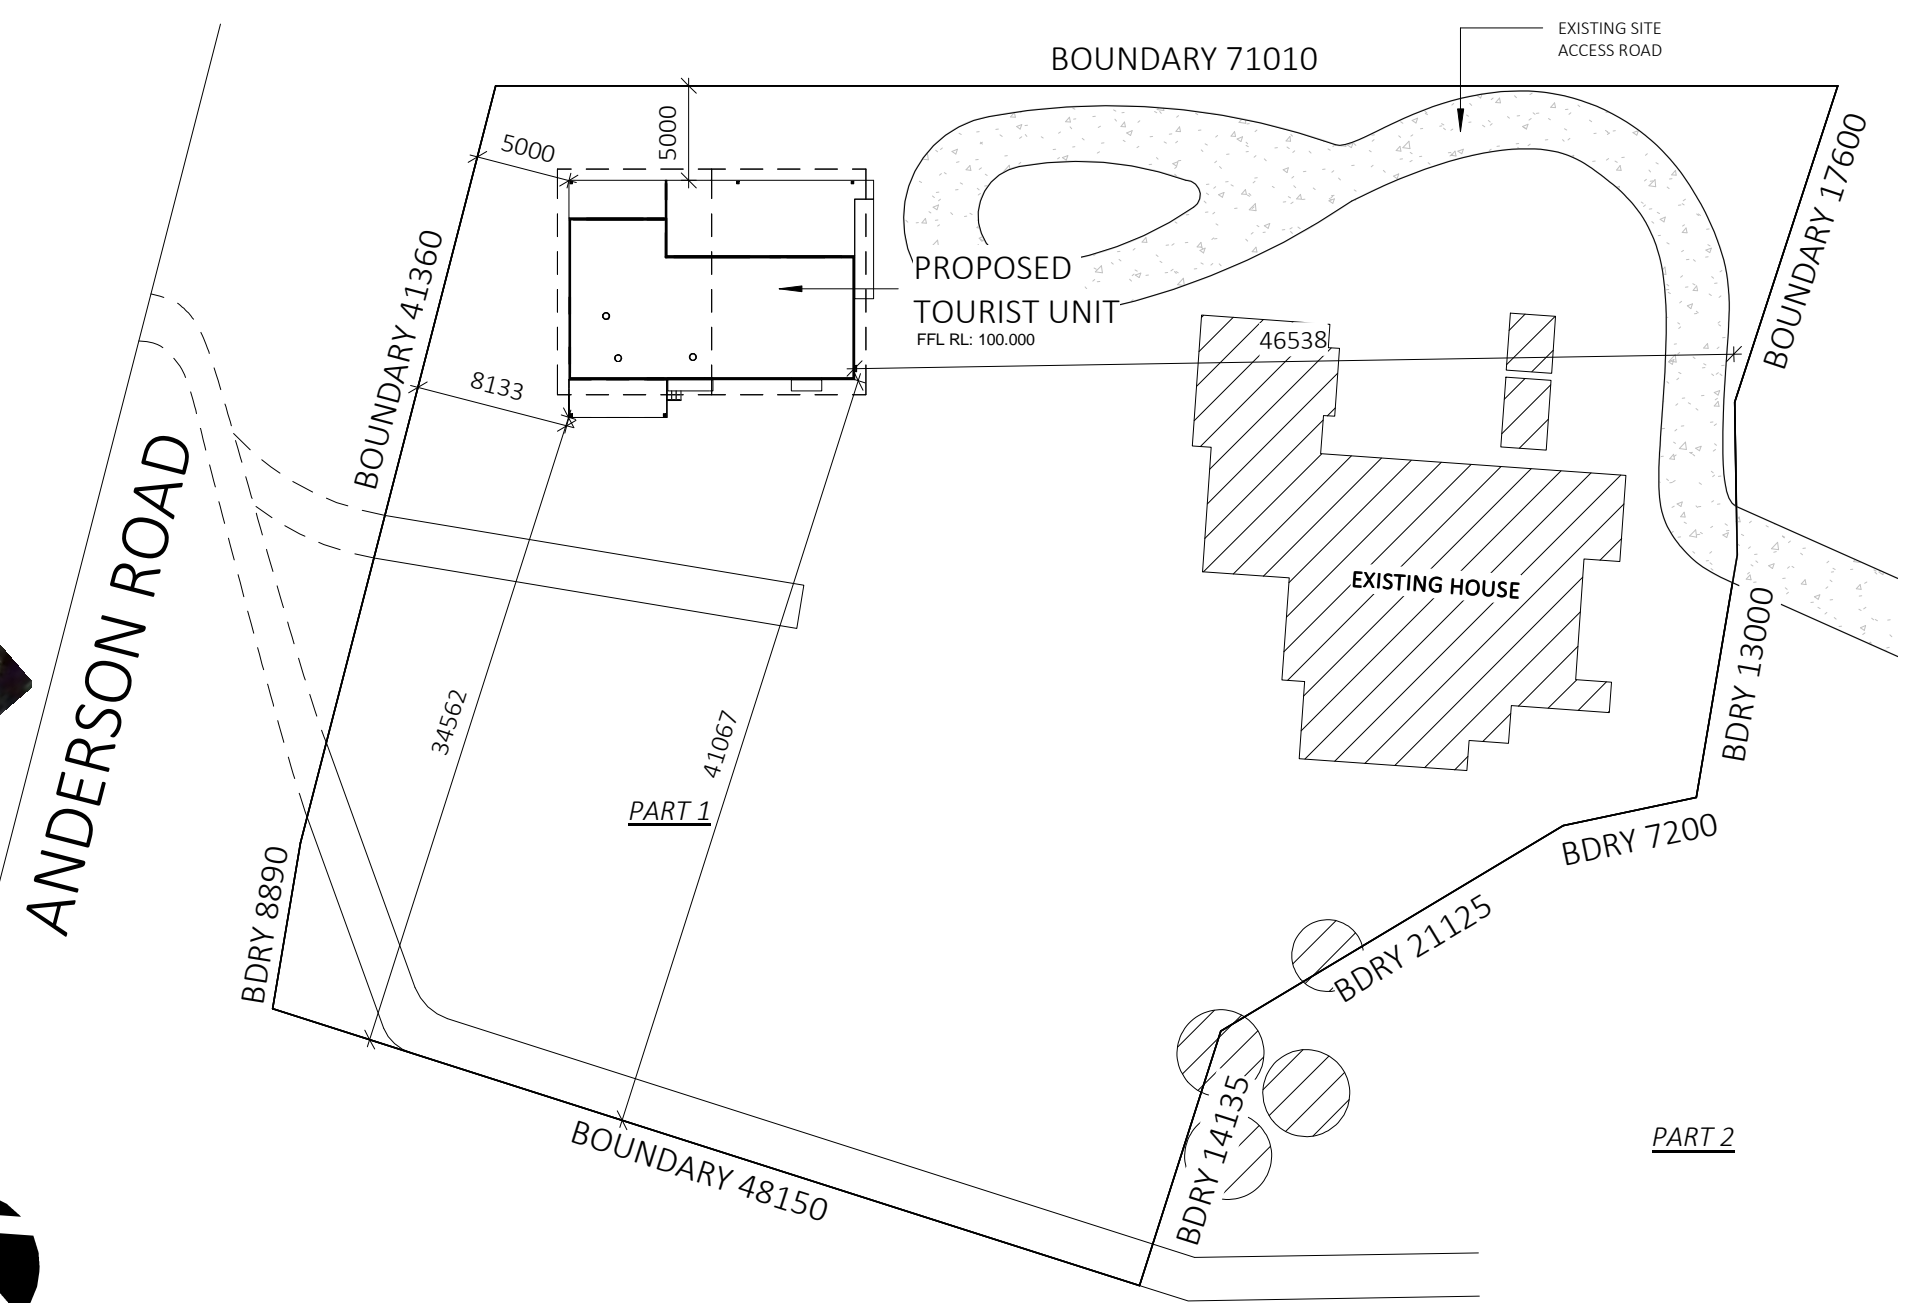 EXISTING SITE
ACCESS ROAD
BOUNDARY 71010
5000
5000
BOUNDARY 17600
BOUNDARY 41360
PROPOSED
TOURIST UNIT
FFL RL: 100.000
46538
8133
ANDERSON ROAD
EXISTING HOUSE
BDRY 13000
34562
41067
PART 1
BDRY 7200
BDRY 8890
BDRY 21125
BDRY 14135
BOUNDARY 48150
PART 2